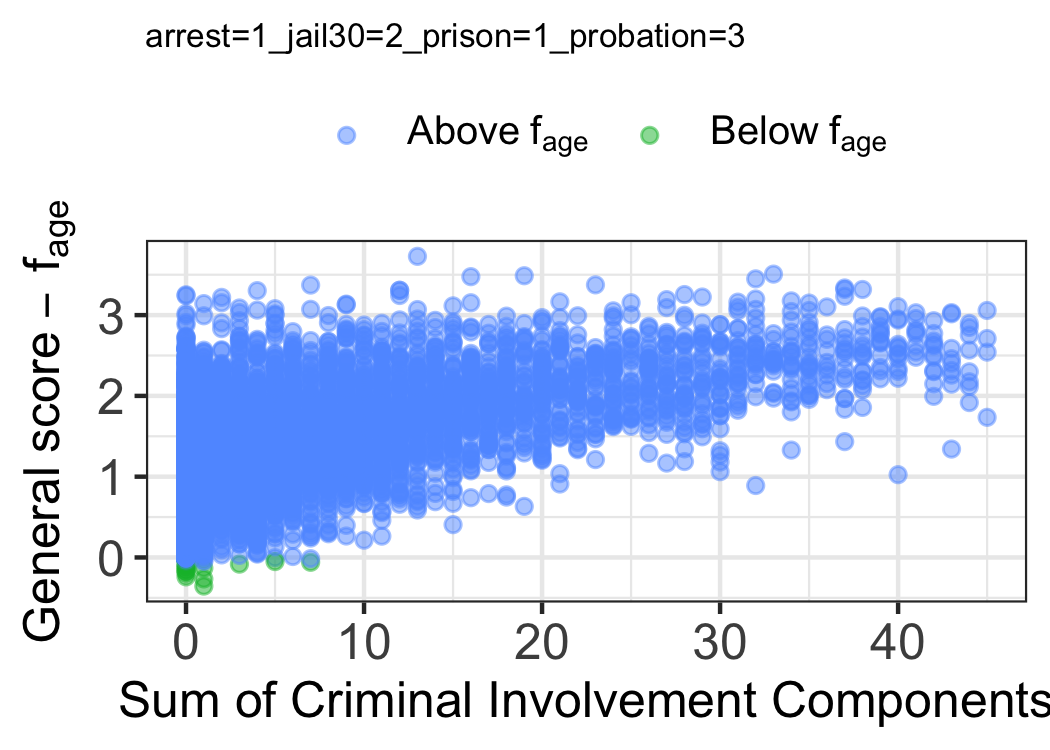 arrest=1_jail30=2_prison=1_probation=3
Above fage
Below fage
General score − fage
3
2
1
0
0
10
20
30
40
Sum of Criminal Involvement Components